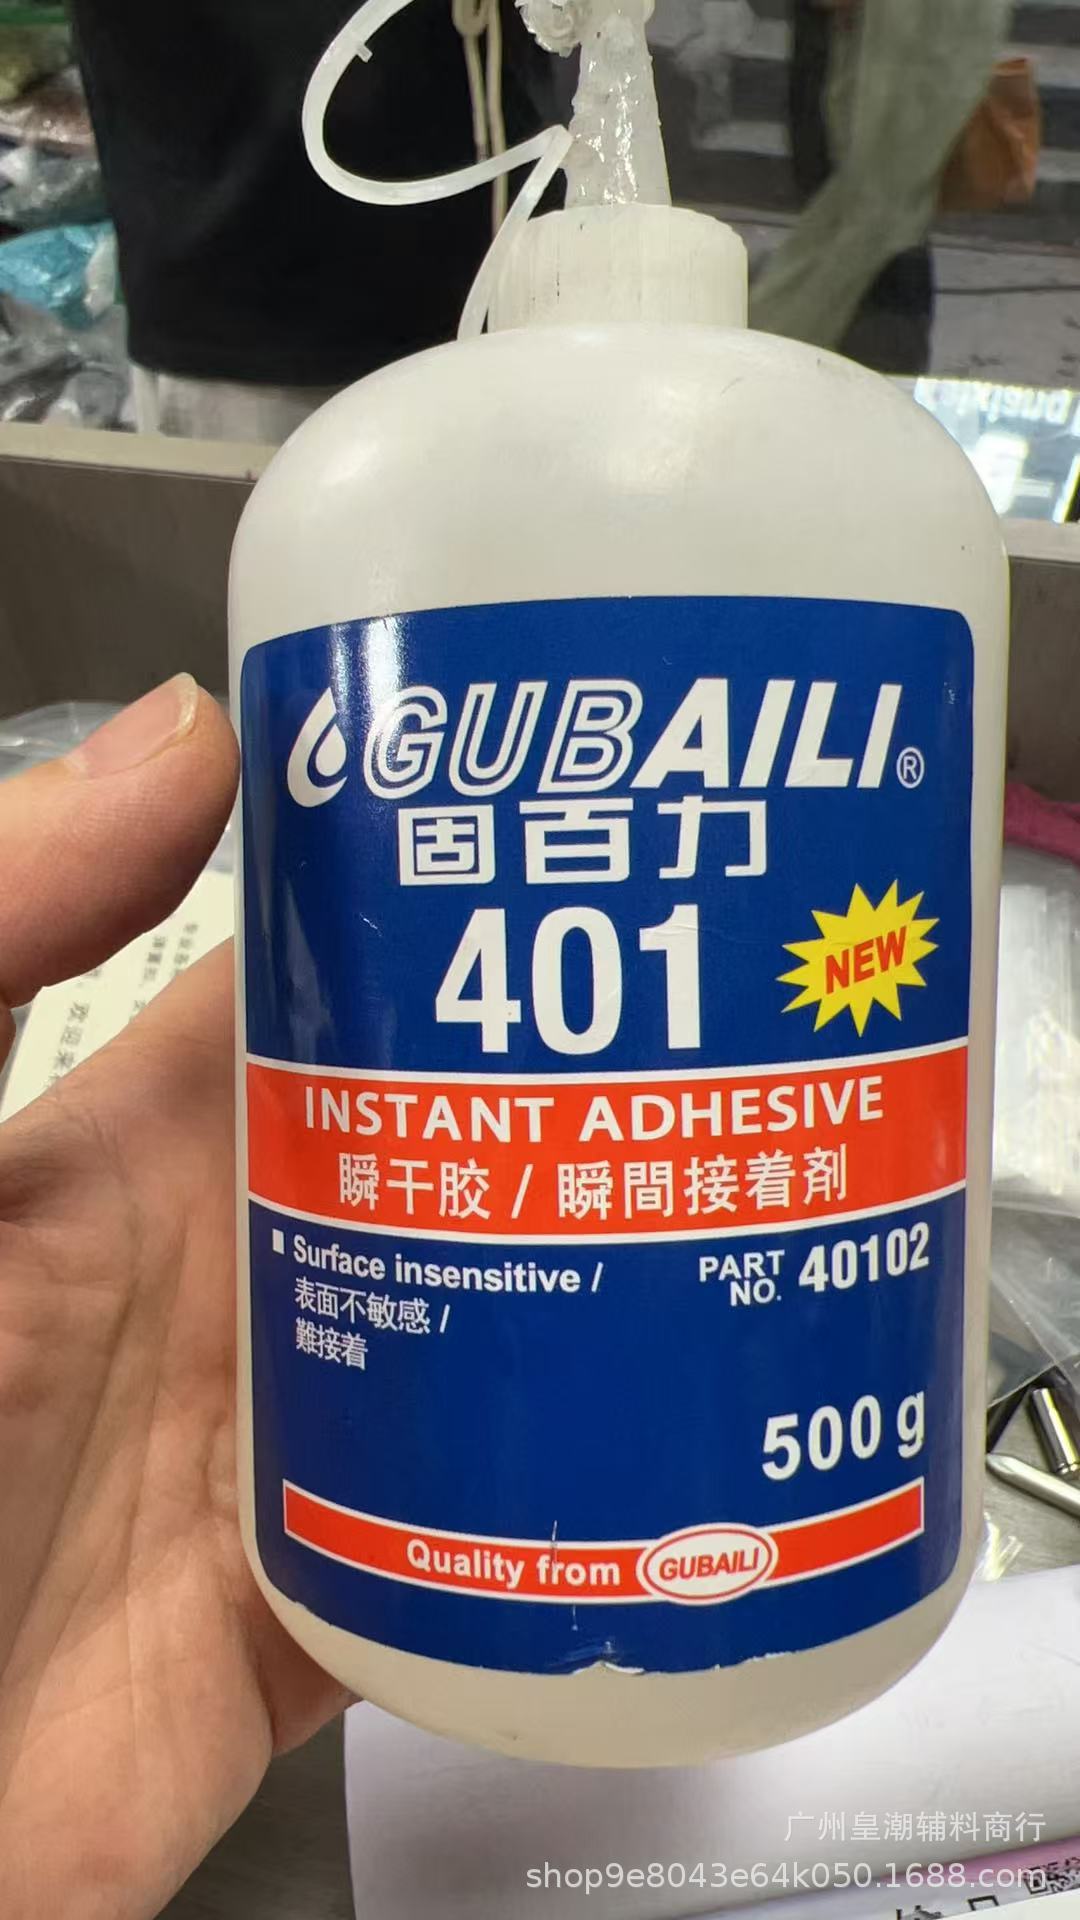 GUBAILI®
固百力
401
NEW
INSTANT ADHESIVE
瞬干胶 / 瞬間接着剤
■ Surface insensitive /
表面不敏感 /
難接着
PART NO. 40102
500 g
Quality from GUBAILI
广州皇潮辅料商行
shop9e8043e64k050.1688.com